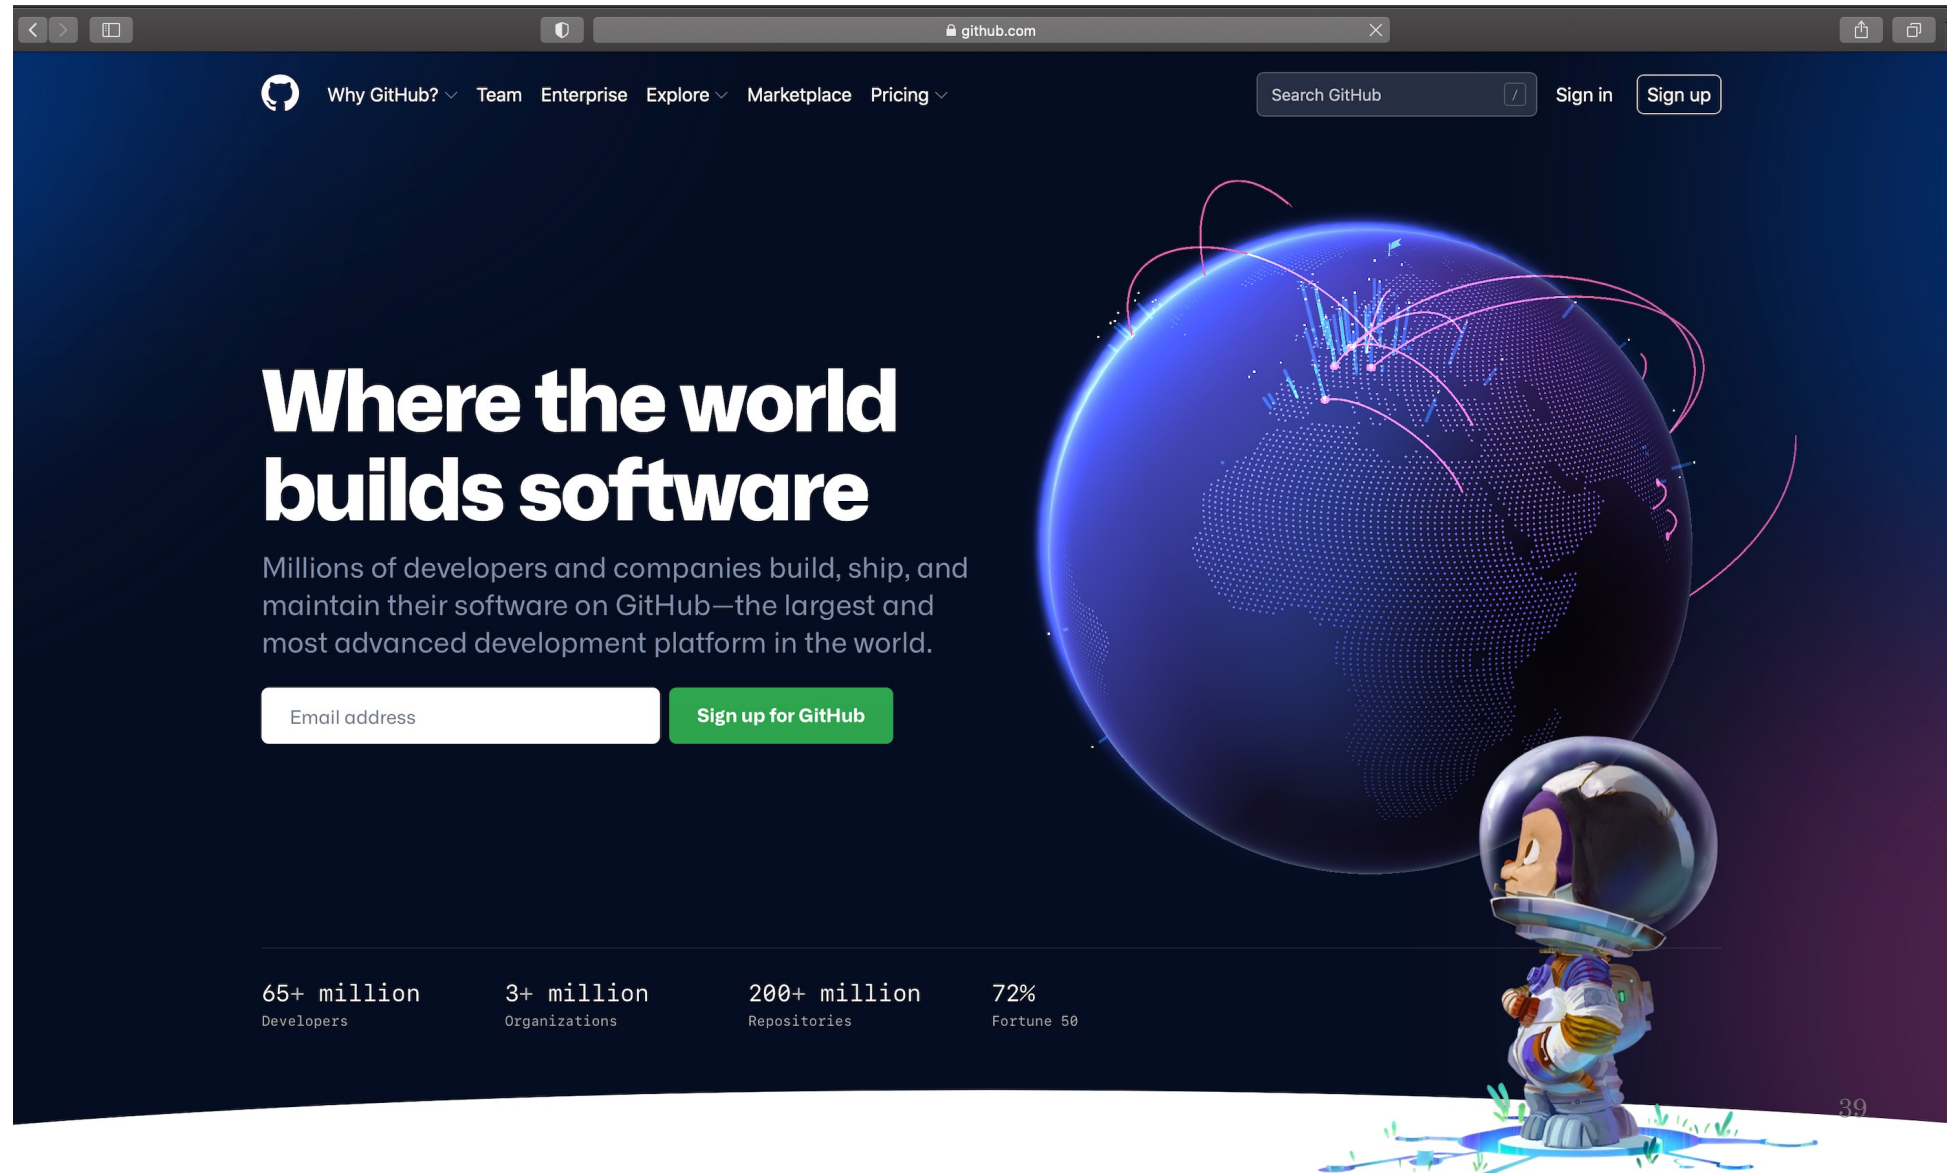 github.com
Why GitHub? Team Enterprise Explore Marketplace Pricing Search GitHub / Sign in Sign up
Where the world
builds software
Millions of developers and companies build, ship, and
maintain their software on GitHub—the largest and
most advanced development platform in the world.
Email address Sign up for GitHub
65+ million 3+ million 200+ million 72%
Developers Organizations Repositories Fortune 50
39